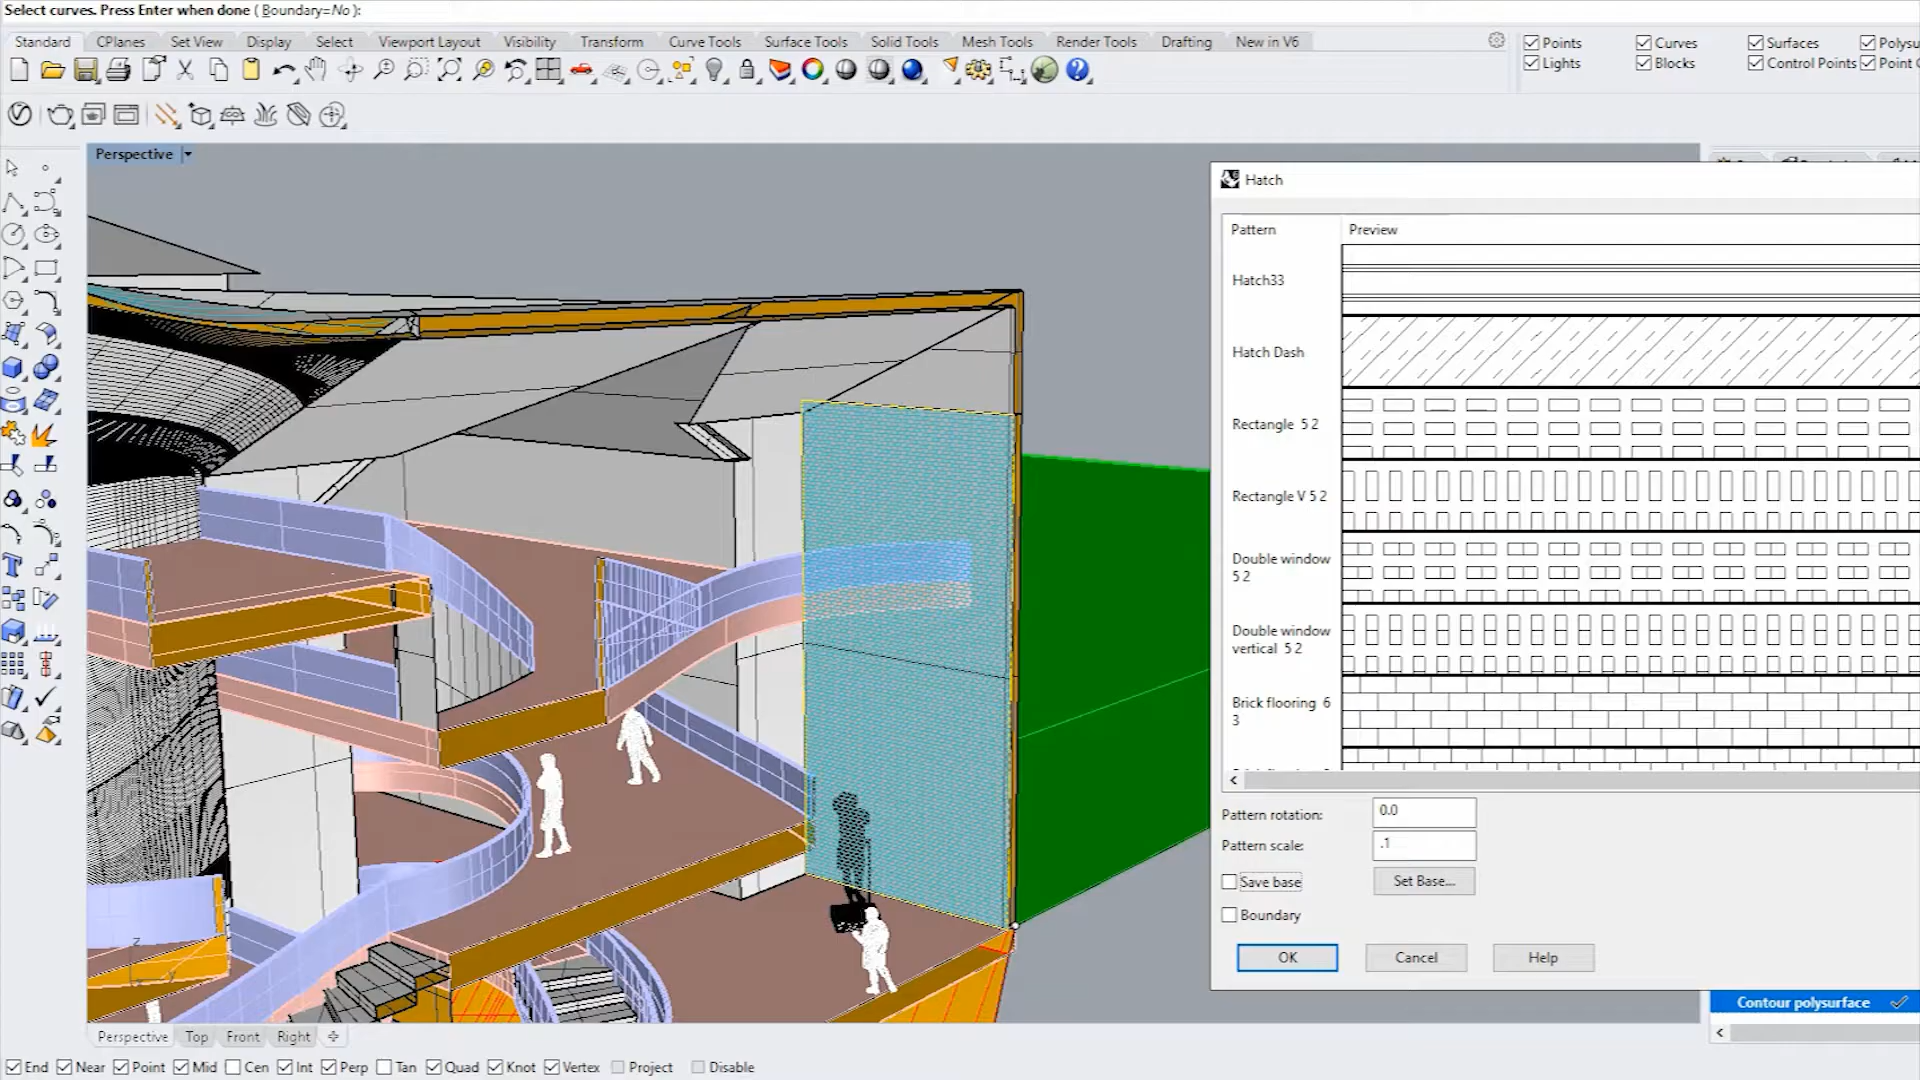 Select curves. Press Enter when done ( Boundary=No ):
Standard CPlanes Set View Display Select Viewport Layout Visibility Transform Curve Tools Surface Tools Solid Tools Mesh Tools Render Tools Drafting New in V6
Points Curves Surfaces Polysu
Lights Blocks Control Points Point
Perspective
Hatch
Pattern Preview
Hatch33
Hatch Dash
Rectangle 5 2
Rectangle V 5 2
Double window
5 2
Double window
vertical 5 2
Brick flooring 6
3
Pattern rotation: 0.0
Pattern scale: .1
Save base Set Base...
Boundary
OK Cancel Help
Contour polysurface
z
Perspective Top Front Right
End Near Point Mid Cen Int Perp Tan Quad Knot Vertex Project Disable